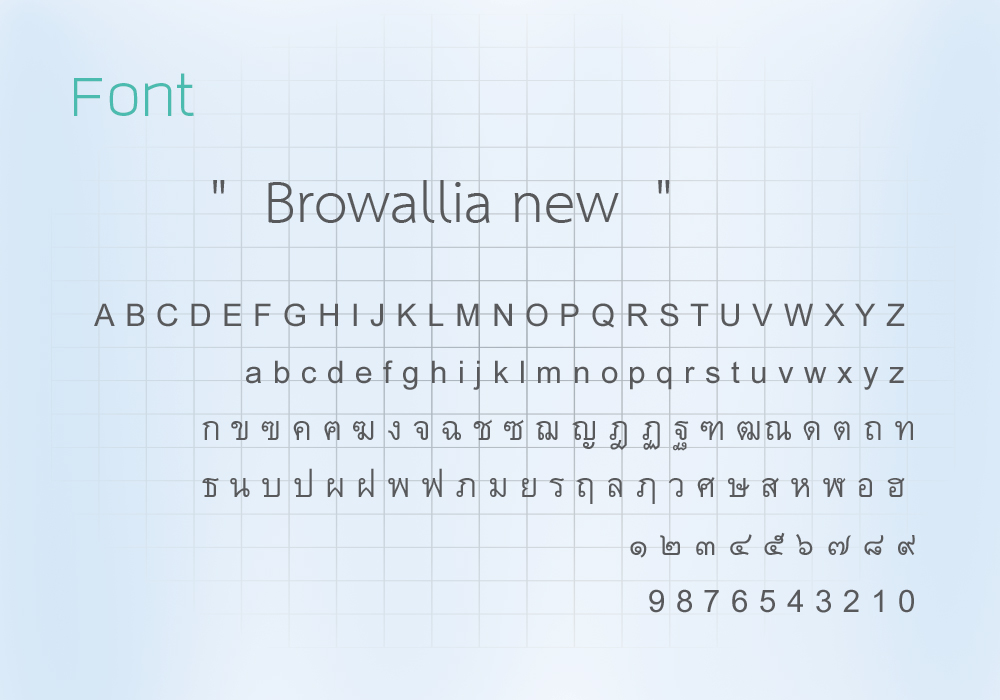 Font
" Browallia new "
A B C D E F G H I J K L M N O P Q R S T U V W X Y Z
a b c d e f g h i j k l m n o p q r s t u v w x y z
ก ข ฃ ค ฅ ฆ ง จ ฉ ช ซ ฌ ญ ฎ ฏ ฐ ฑ ฒ ณ ด ต ถ ท
ธ น บ ป ผ ฝ พ ฟ ภ ม ย ร ฤ ล ฦ ว ศ ษ ส ห ฬ อ ฮ
๑ ๒ ๓ ๔ ๕ ๖ ๗ ๘ ๙
9 8 7 6 5 4 3 2 1 0